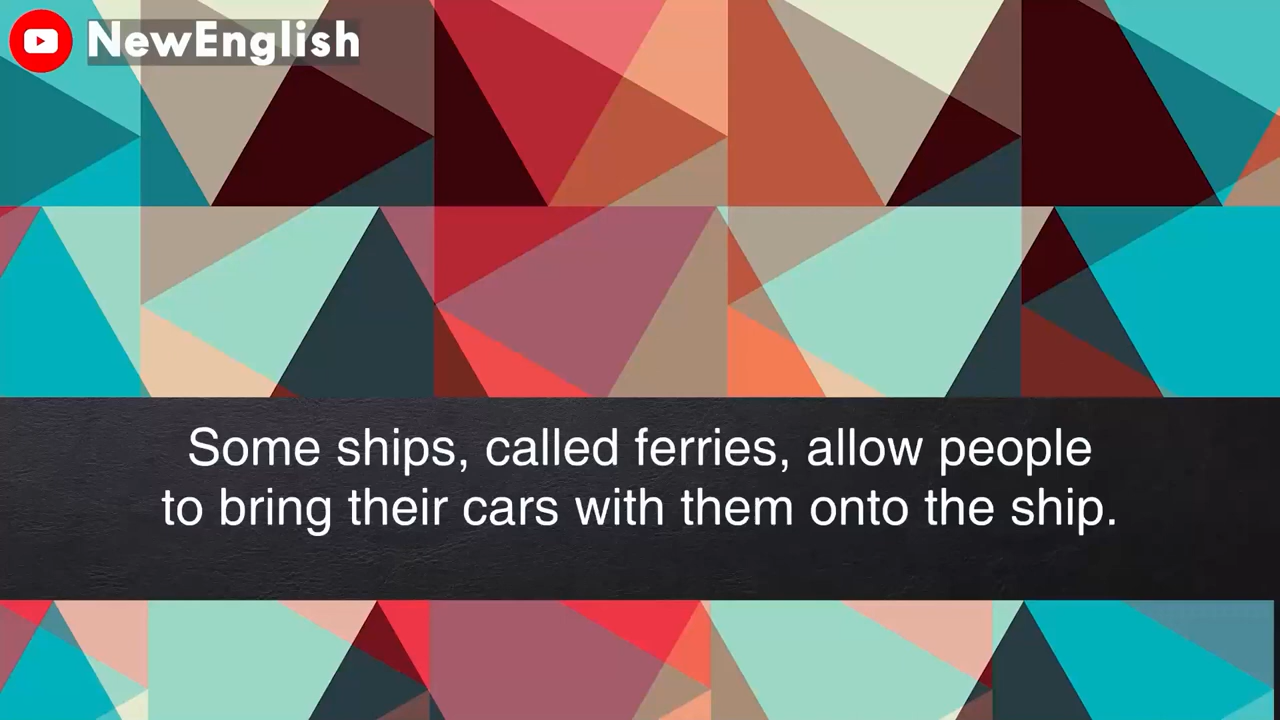 NewEnglish
Some ships, called ferries, allow people
to bring their cars with them onto the ship.